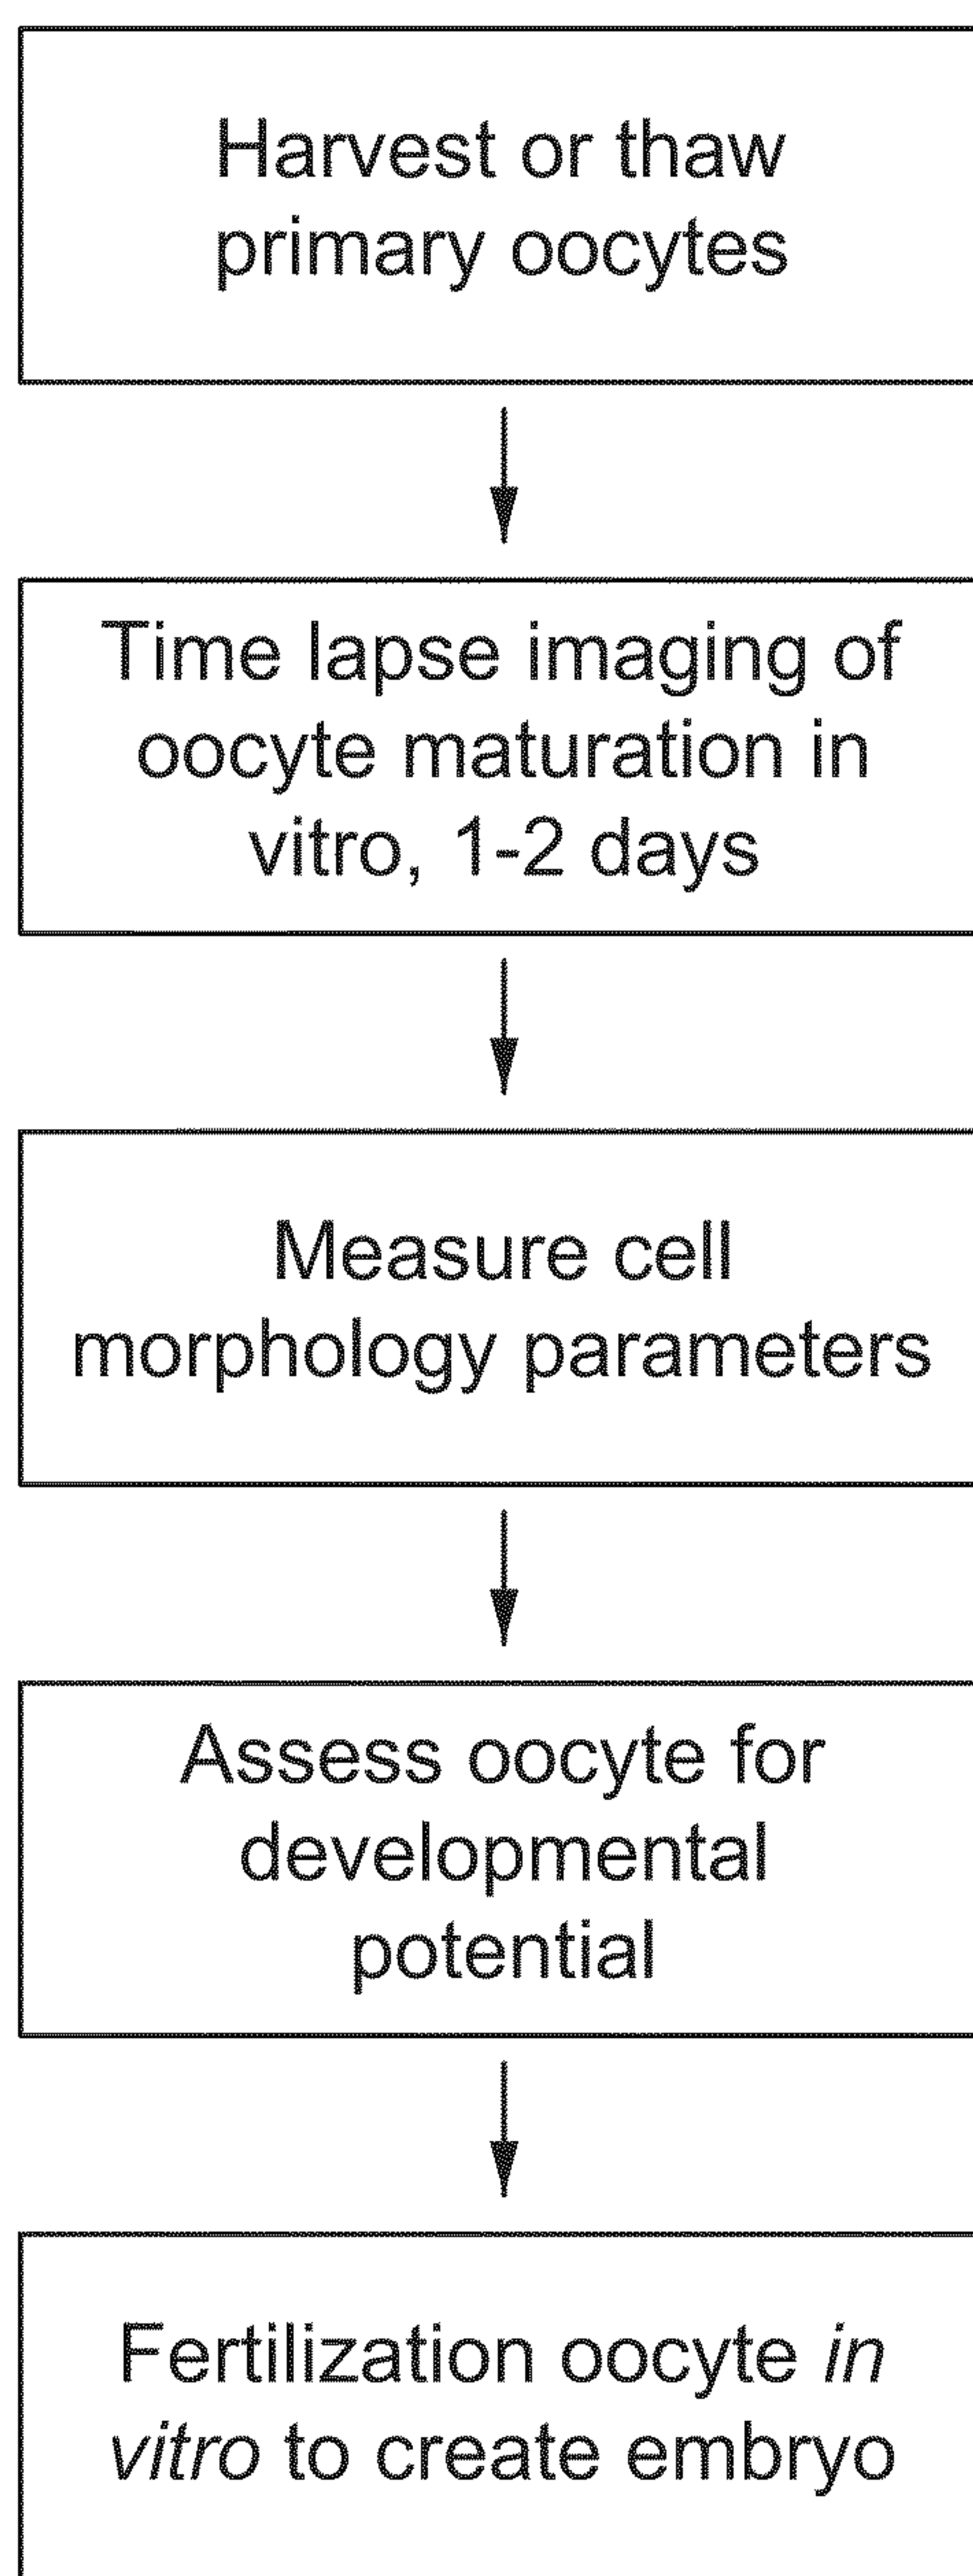 Harvest or thaw
primary oocytes
Time lapse imaging of
oocyte maturation in
vitro, 1-2 days
Measure cell
morphology parameters
Assess oocyte for
developmental
potential
Fertilization oocyte in
vitro to create embryo